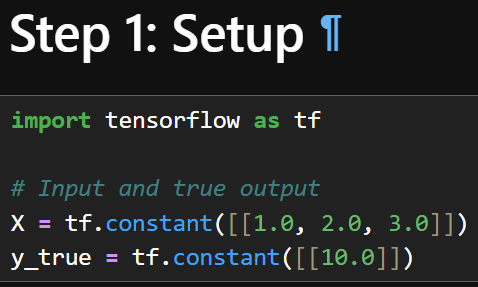 Step 1: Setup ¶
import tensorflow as tf
# Input and true output
X = tf.constant([[1.0, 2.0, 3.0]])
y_true = tf.constant([[10.0]])